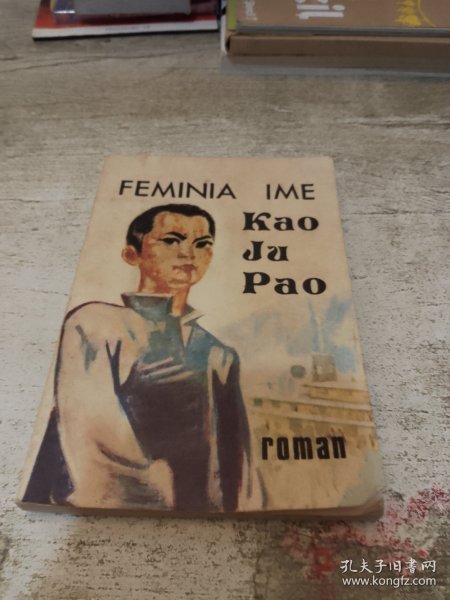 FEMINIA IME
Kao
Ju
Pao
roman
孔夫子旧书网
www.kongfz.com